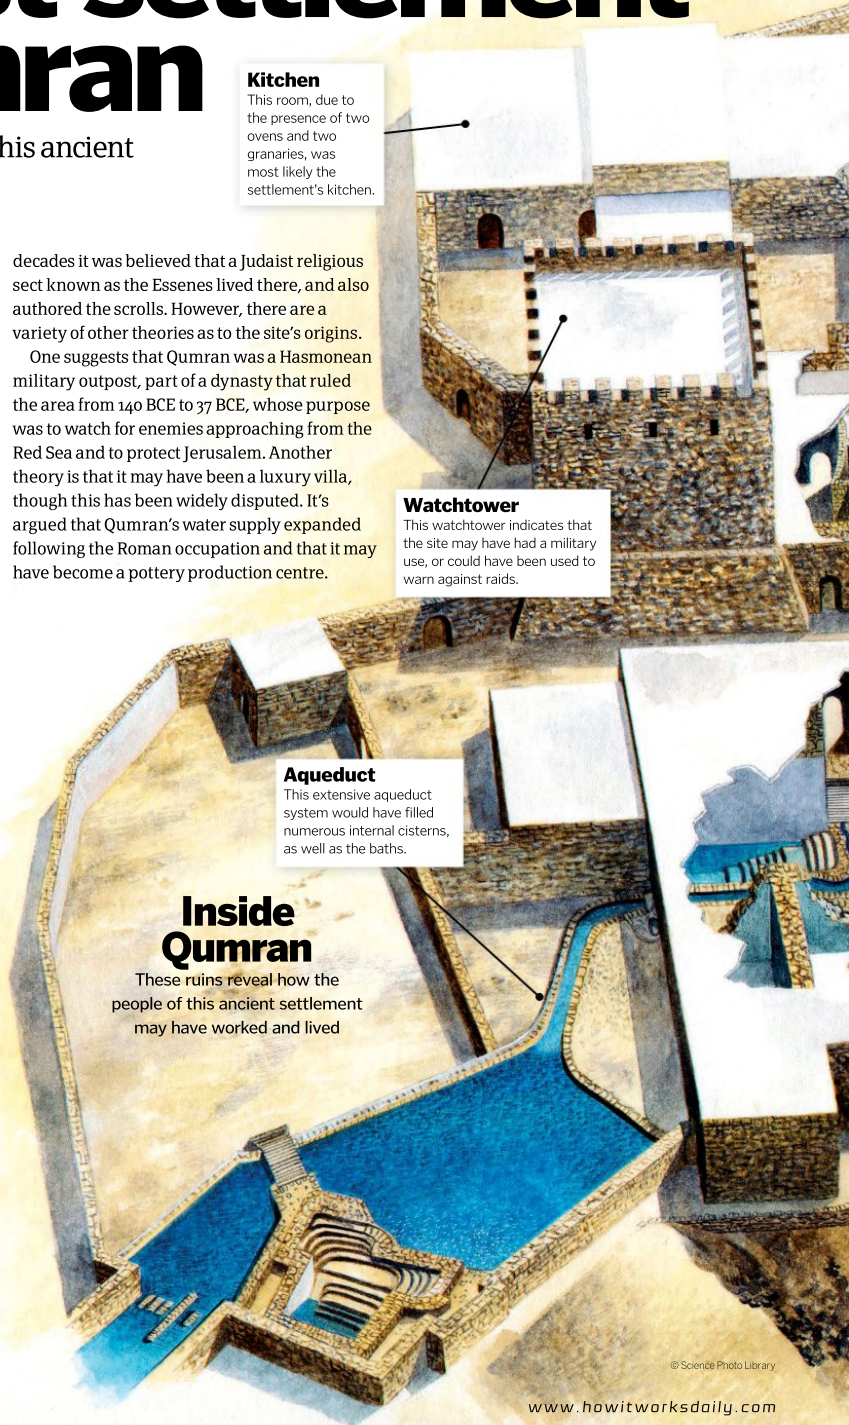 settlement
Kitchen
This room, due to
the presence of two
ovens and two
granaries, was
most likely the
settlement's kitchen.
his ancient
decades it was believed that a Judaist religious
sect known as the Essenes lived there, and also
authored the scrolls. However, there are a
variety of other theories as to the site's origins.
One suggests that Qumran was a Hasmonean
military outpost, part of a dynasty that ruled
the area from 140 BCE to 37 BCE, whose purpose
was to watch for enemies approaching from the
Red Sea and to protect Jerusalem. Another
theory is that it may have been a luxury villa,
though this has been widely disputed. It's
argued that Qumran's water supply expanded
following the Roman occupation and that it may
have become a pottery production centre.
Watchtower
This watchtower indicates that
the site may have had a military
use, or could have been used to
warn against raids.
Aqueduct
This extensive aqueduct
system would have filled
numerous internal cisterns,
as well as the baths.
Inside
Qumran
These ruins reveal how the
people of this ancient settlement
may have worked and lived
© Science Photo Library
www.howitworksdaily.com